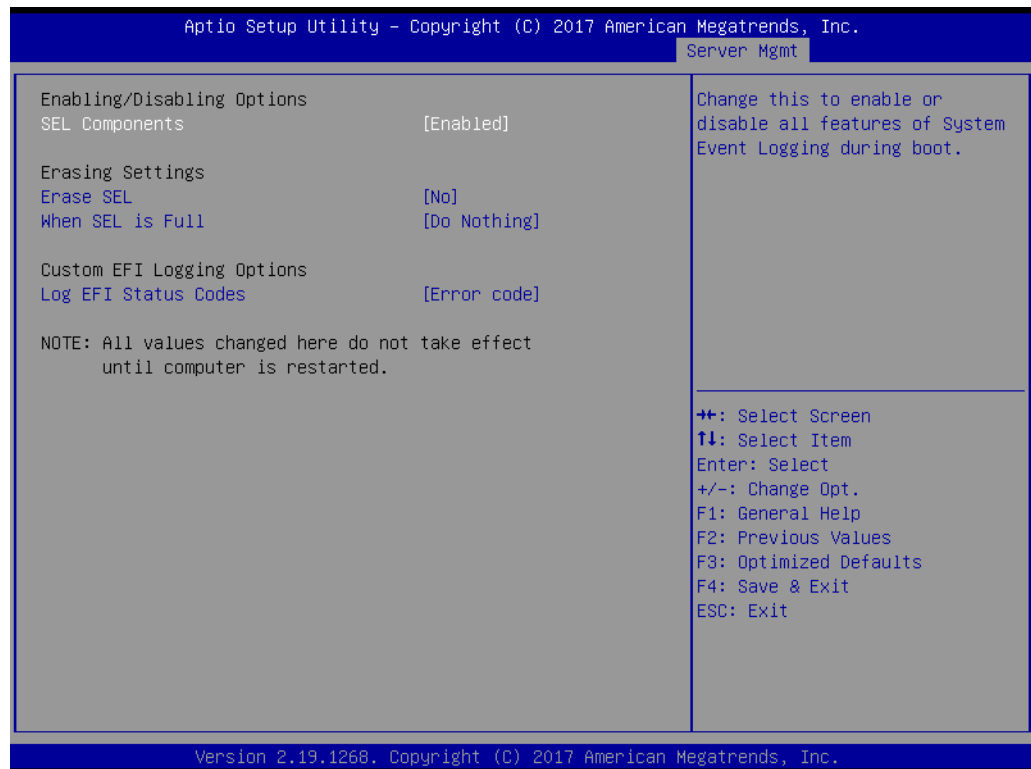 Aptio Setup Utility – Copyright (C) 2017 American Megatrends, Inc.
Server Mgmt
Enabling/Disabling Options
SEL Components [Enabled]
Erasing Settings
Erase SEL [No]
When SEL is Full [Do Nothing]
Custom EFI Logging Options
Log EFI Status Codes [Error code]
NOTE: All values changed here do not take effect
until computer is restarted.
Change this to enable or
disable all features of System
Event Logging during boot.
→←: Select Screen
↑↓: Select Item
Enter: Select
+/-: Change Opt.
F1: General Help
F2: Previous Values
F3: Optimized Defaults
F4: Save & Exit
ESC: Exit
Version 2.19.1268. Copyright (C) 2017 American Megatrends, Inc.